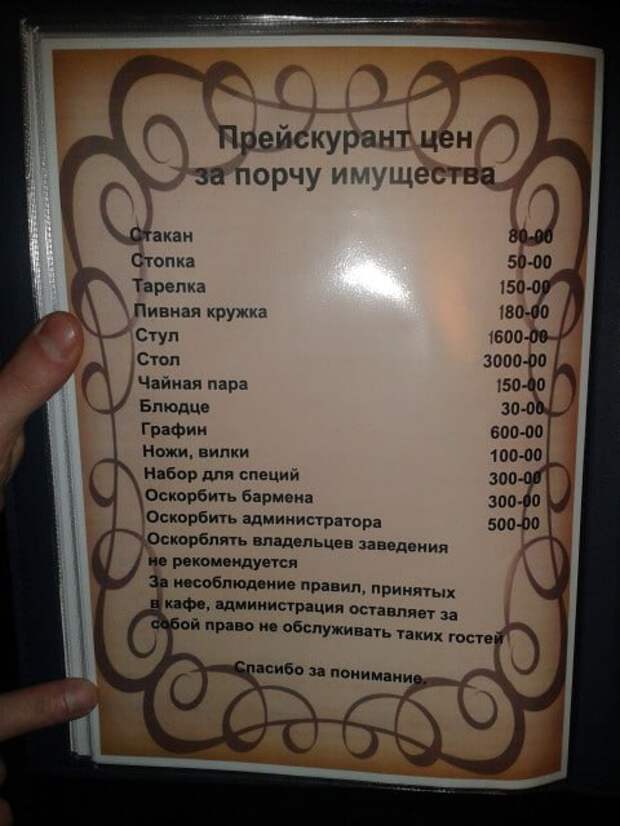 Прейскурант цен
за порчу имущества
Стакан 80-00
Стопка 50-00
Тарелка 150-00
Пивная кружка 180-00
Стул 1600-00
Стол 3000-00
Чайная пара 150-00
Блюдце 30-00
Графин 600-00
Ножи, вилки 100-00
Набор для специй 300-00
Оскорбить бармена 300-00
Оскорбить администратора 500-00
Оскорблять владельцев заведения
не рекомендуется
За несоблюдение правил, принятых
в кафе, администрация оставляет за
собой право не обслуживать таких гостей
Спасибо за понимание.